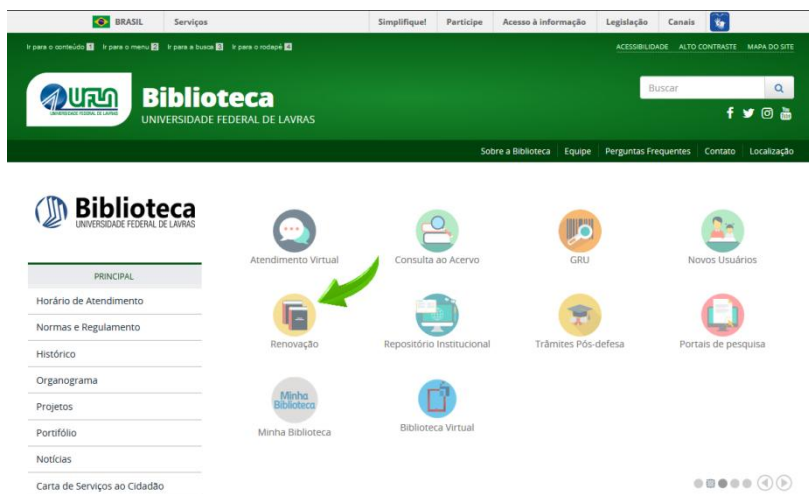 BRASIL Serviços Simplifique! Participe Acesso à informação Legislação Canais
Ir para o conteúdo 1 Ir para o menu 2 Ir para a busca 3 Ir para o rodapé 4 ACESSIBILIDADE ALTO CONTRASTE MAPA DO SITE
UFLA
UNIVERSIDADE FEDERAL DE LAVRAS
Biblioteca
UNIVERSIDADE FEDERAL DE LAVRAS
Buscar
Sobre a Biblioteca Equipe Perguntas Frequentes Contato Localização
Biblioteca
UNIVERSIDADE FEDERAL DE LAVRAS
PRINCIPAL
Horário de Atendimento
Normas e Regulamento
Histórico
Organograma
Projetos
Portifólio
Notícias
Carta de Serviços ao Cidadão
Atendimento Virtual Consulta ao Acervo GRU Novos Usuários
Renovação Repositório Institucional Trâmites Pós-defesa Portais de pesquisa
Minha
Biblioteca
Minha Biblioteca Biblioteca Virtual